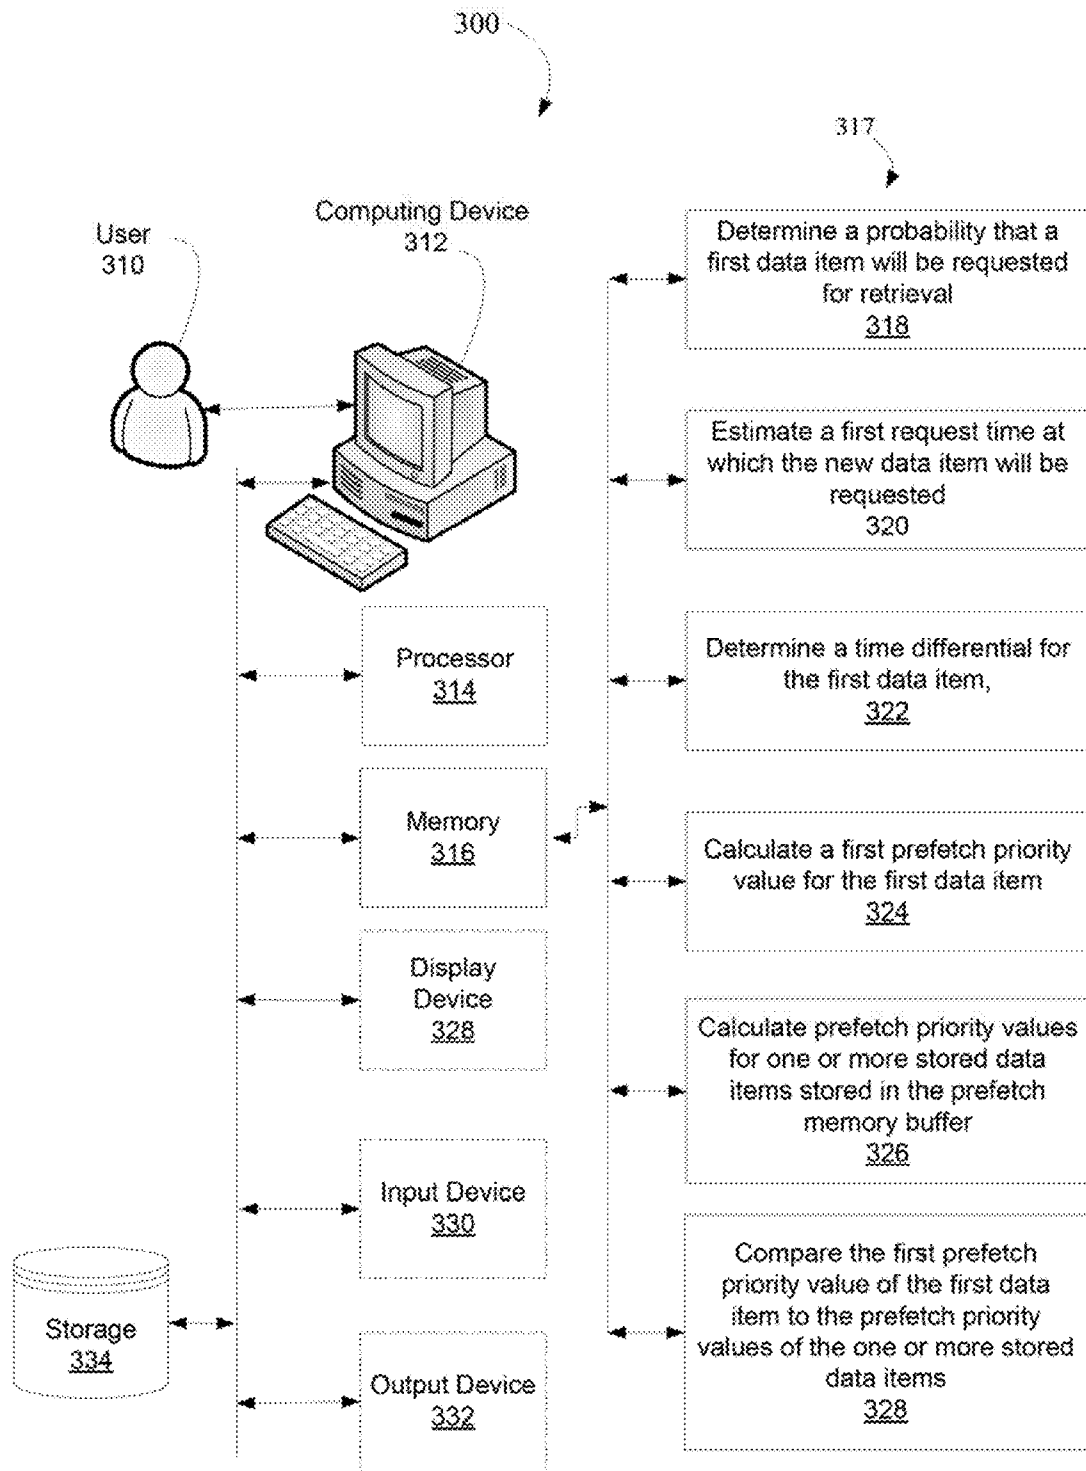 300
317
User
310
Computing Device
312
Processor
314
Memory
316
Display
Device
328
Input Device
330
Storage
334
Output Device
332
Determine a probability that a
first data item will be requested
for retrieval
318
Estimate a first request time at
which the new data item will be
requested
320
Determine a time differential for
the first data item,
322
Calculate a first prefetch priority
value for the first data item
324
Calculate prefetch priority values
for one or more stored data
items stored in the prefetch
memory buffer
326
Compare the first prefetch
priority value of the first data
item to the prefetch priority
values of the one or more stored
data items
328